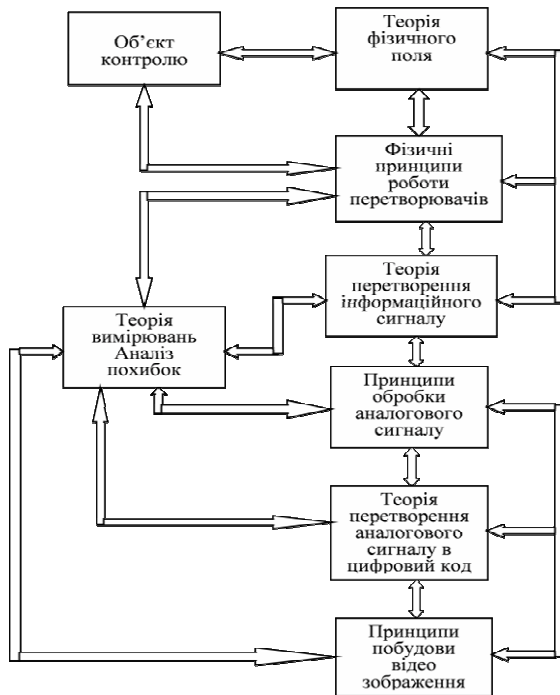 Об’єкт
контролю
Теорія
фізичного
поля
Фізичні
принципи
роботи
перетворювачів
Теорія
перетворення
інформаційного
сигналу
Теорія
вимірювань
Аналіз
похибок
Принципи
обробки
аналогового
сигналу
Теорія
перетворення
аналогового
сигналу в
цифровий код
Принципи
побудови
відео
зображення